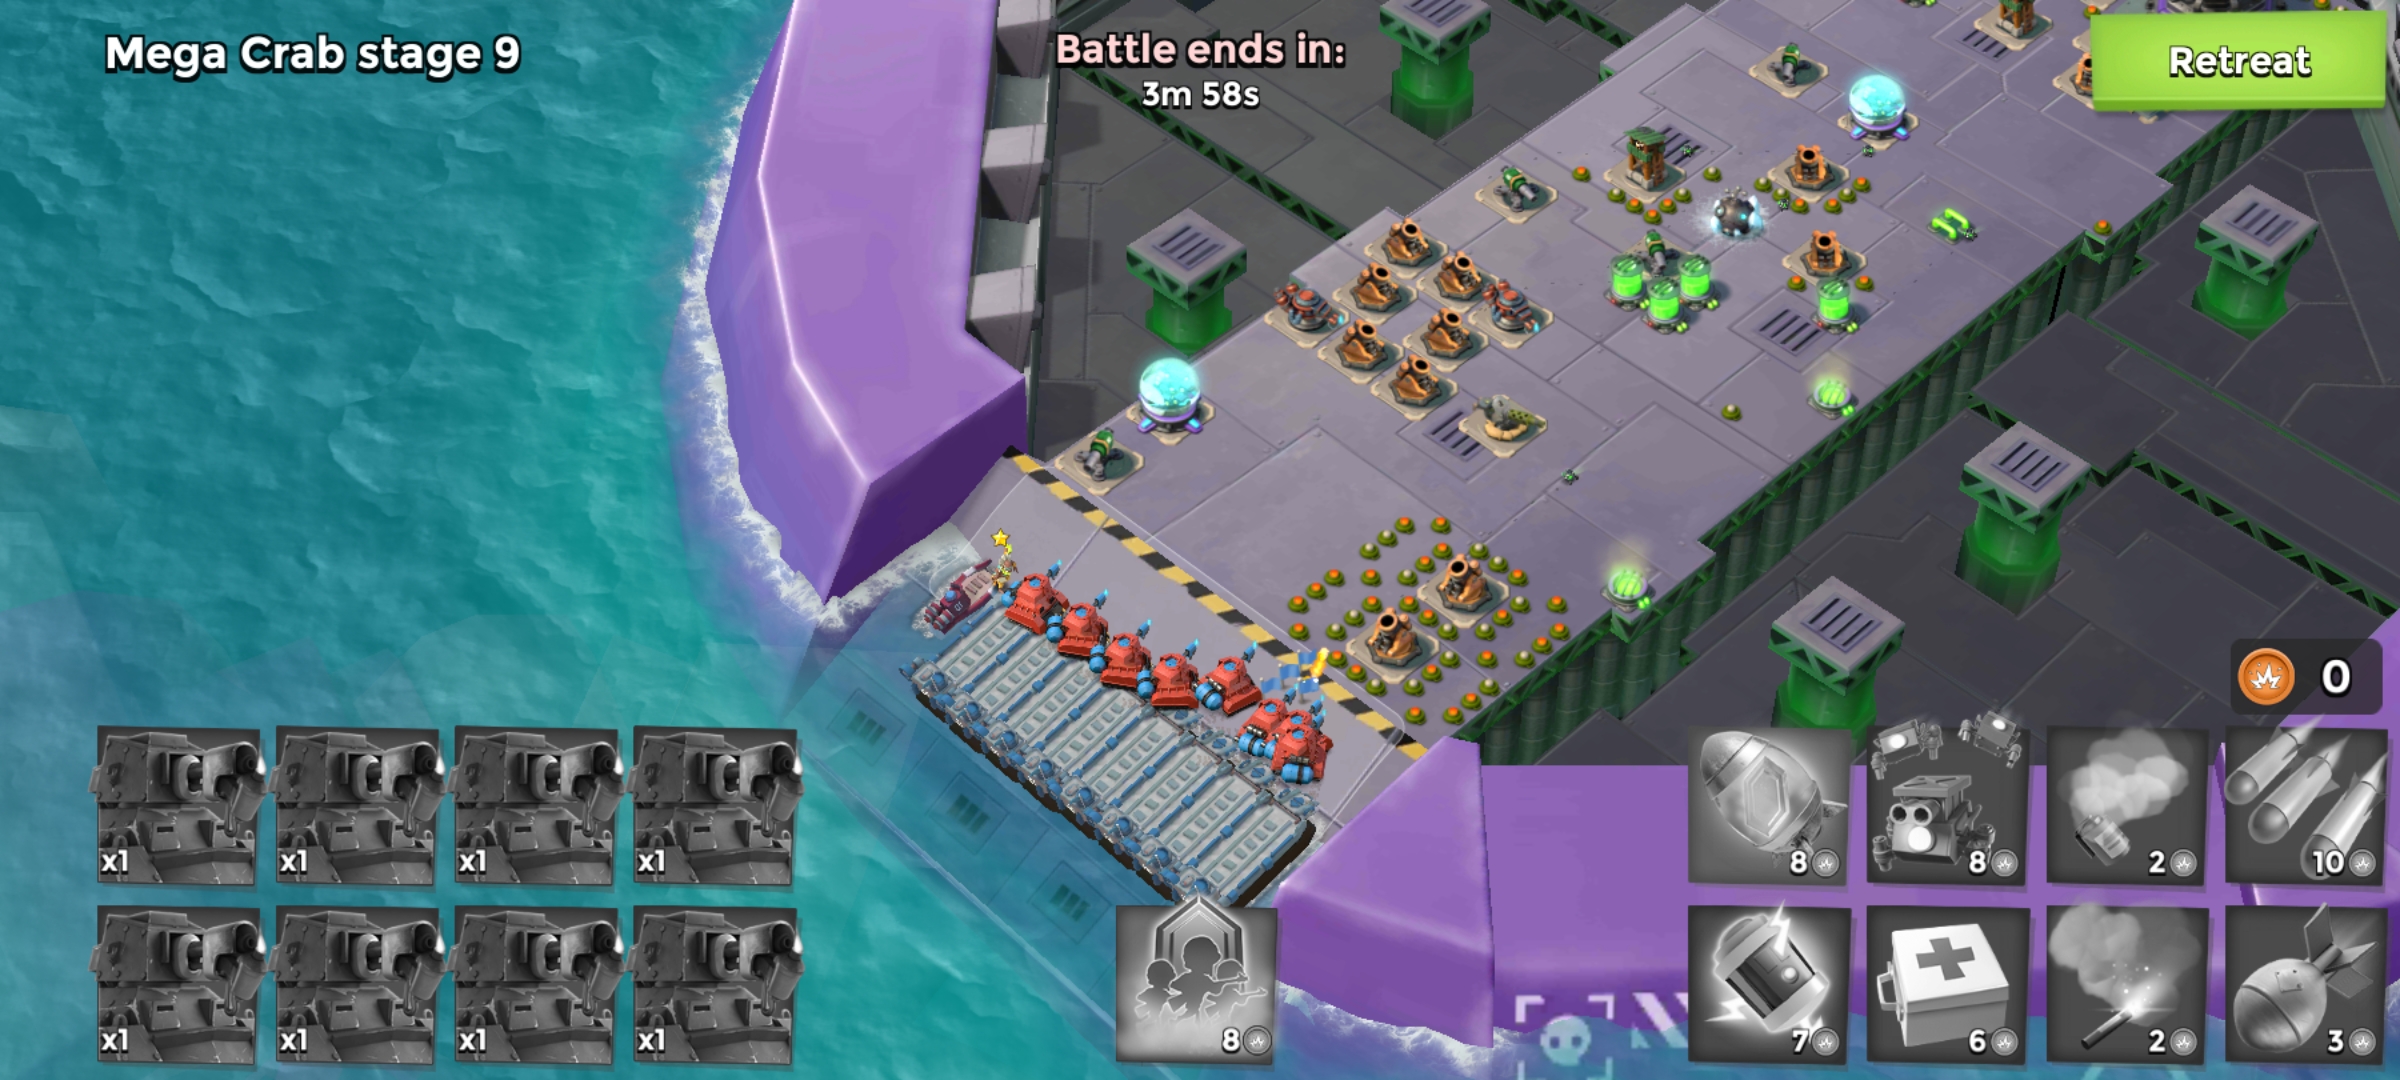 Mega Crab stage 9
Battle ends in:
3m 58s
Retreat
0
x1
x1
x1
x1
8
8
2
10
x1
x1
x1
x1
8
7
6
2
3